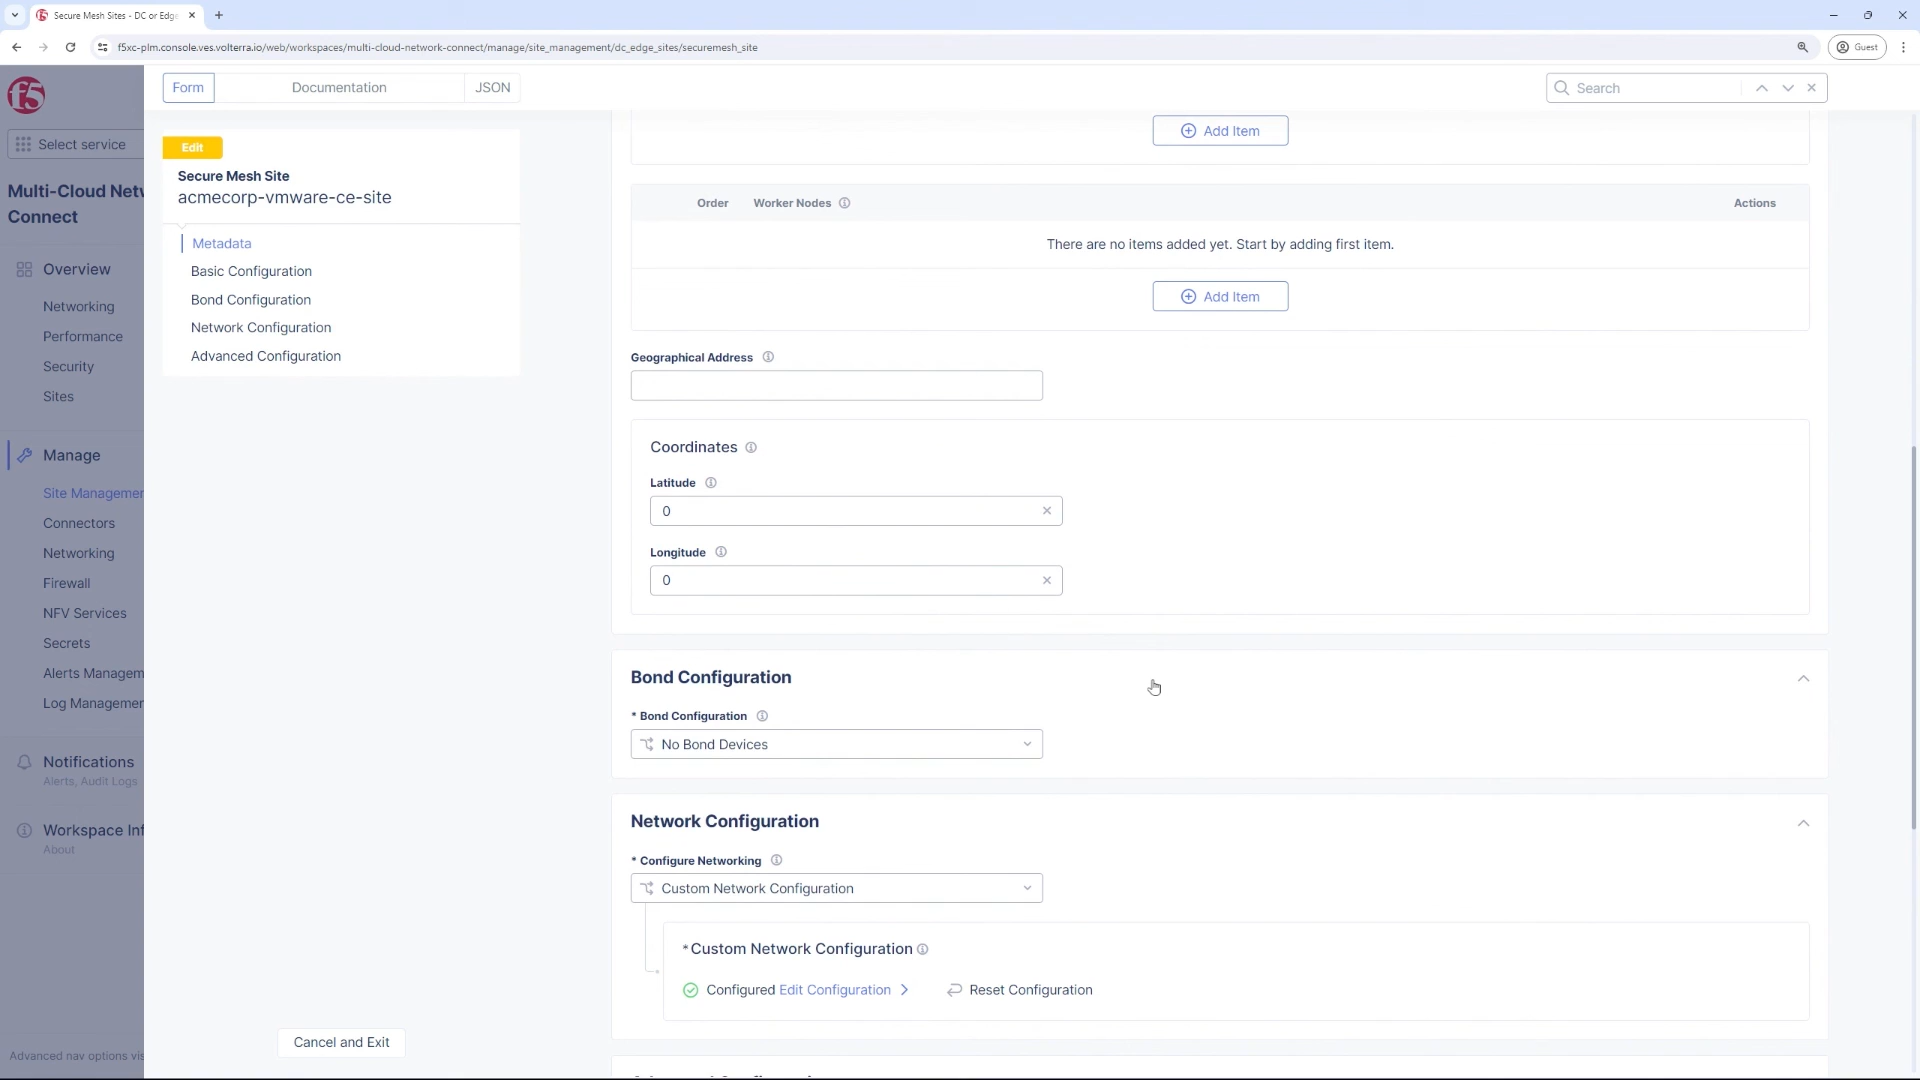 Secure Mesh Sites - DC or Edge
f5xc-plm.console.ves.volterra.io/web/workspaces/multi-cloud-network-connect/manage/site_management/dc_edge_sites/securemesh_site
Guest
f5
Form
Documentation
JSON
Search
Select service
Multi-Cloud Netw
Connect
Overview
Networking
Performance
Security
Sites
Manage
Site Managemen
Connectors
Networking
Firewall
NFV Services
Secrets
Alerts Managem
Log Managemen
Notifications
Alerts, Audit Logs
Workspace Inf
About
Advanced nav options vis
Edit
Secure Mesh Site
acmecorp-vmware-ce-site
Metadata
Basic Configuration
Bond Configuration
Network Configuration
Advanced Configuration
Cancel and Exit
Add Item
Order Worker Nodes Actions
There are no items added yet. Start by adding first item.
Add Item
Geographical Address
Coordinates
Latitude
0
Longitude
0
Bond Configuration
* Bond Configuration
No Bond Devices
Network Configuration
* Configure Networking
Custom Network Configuration
* Custom Network Configuration
Configured Edit Configuration Reset Configuration